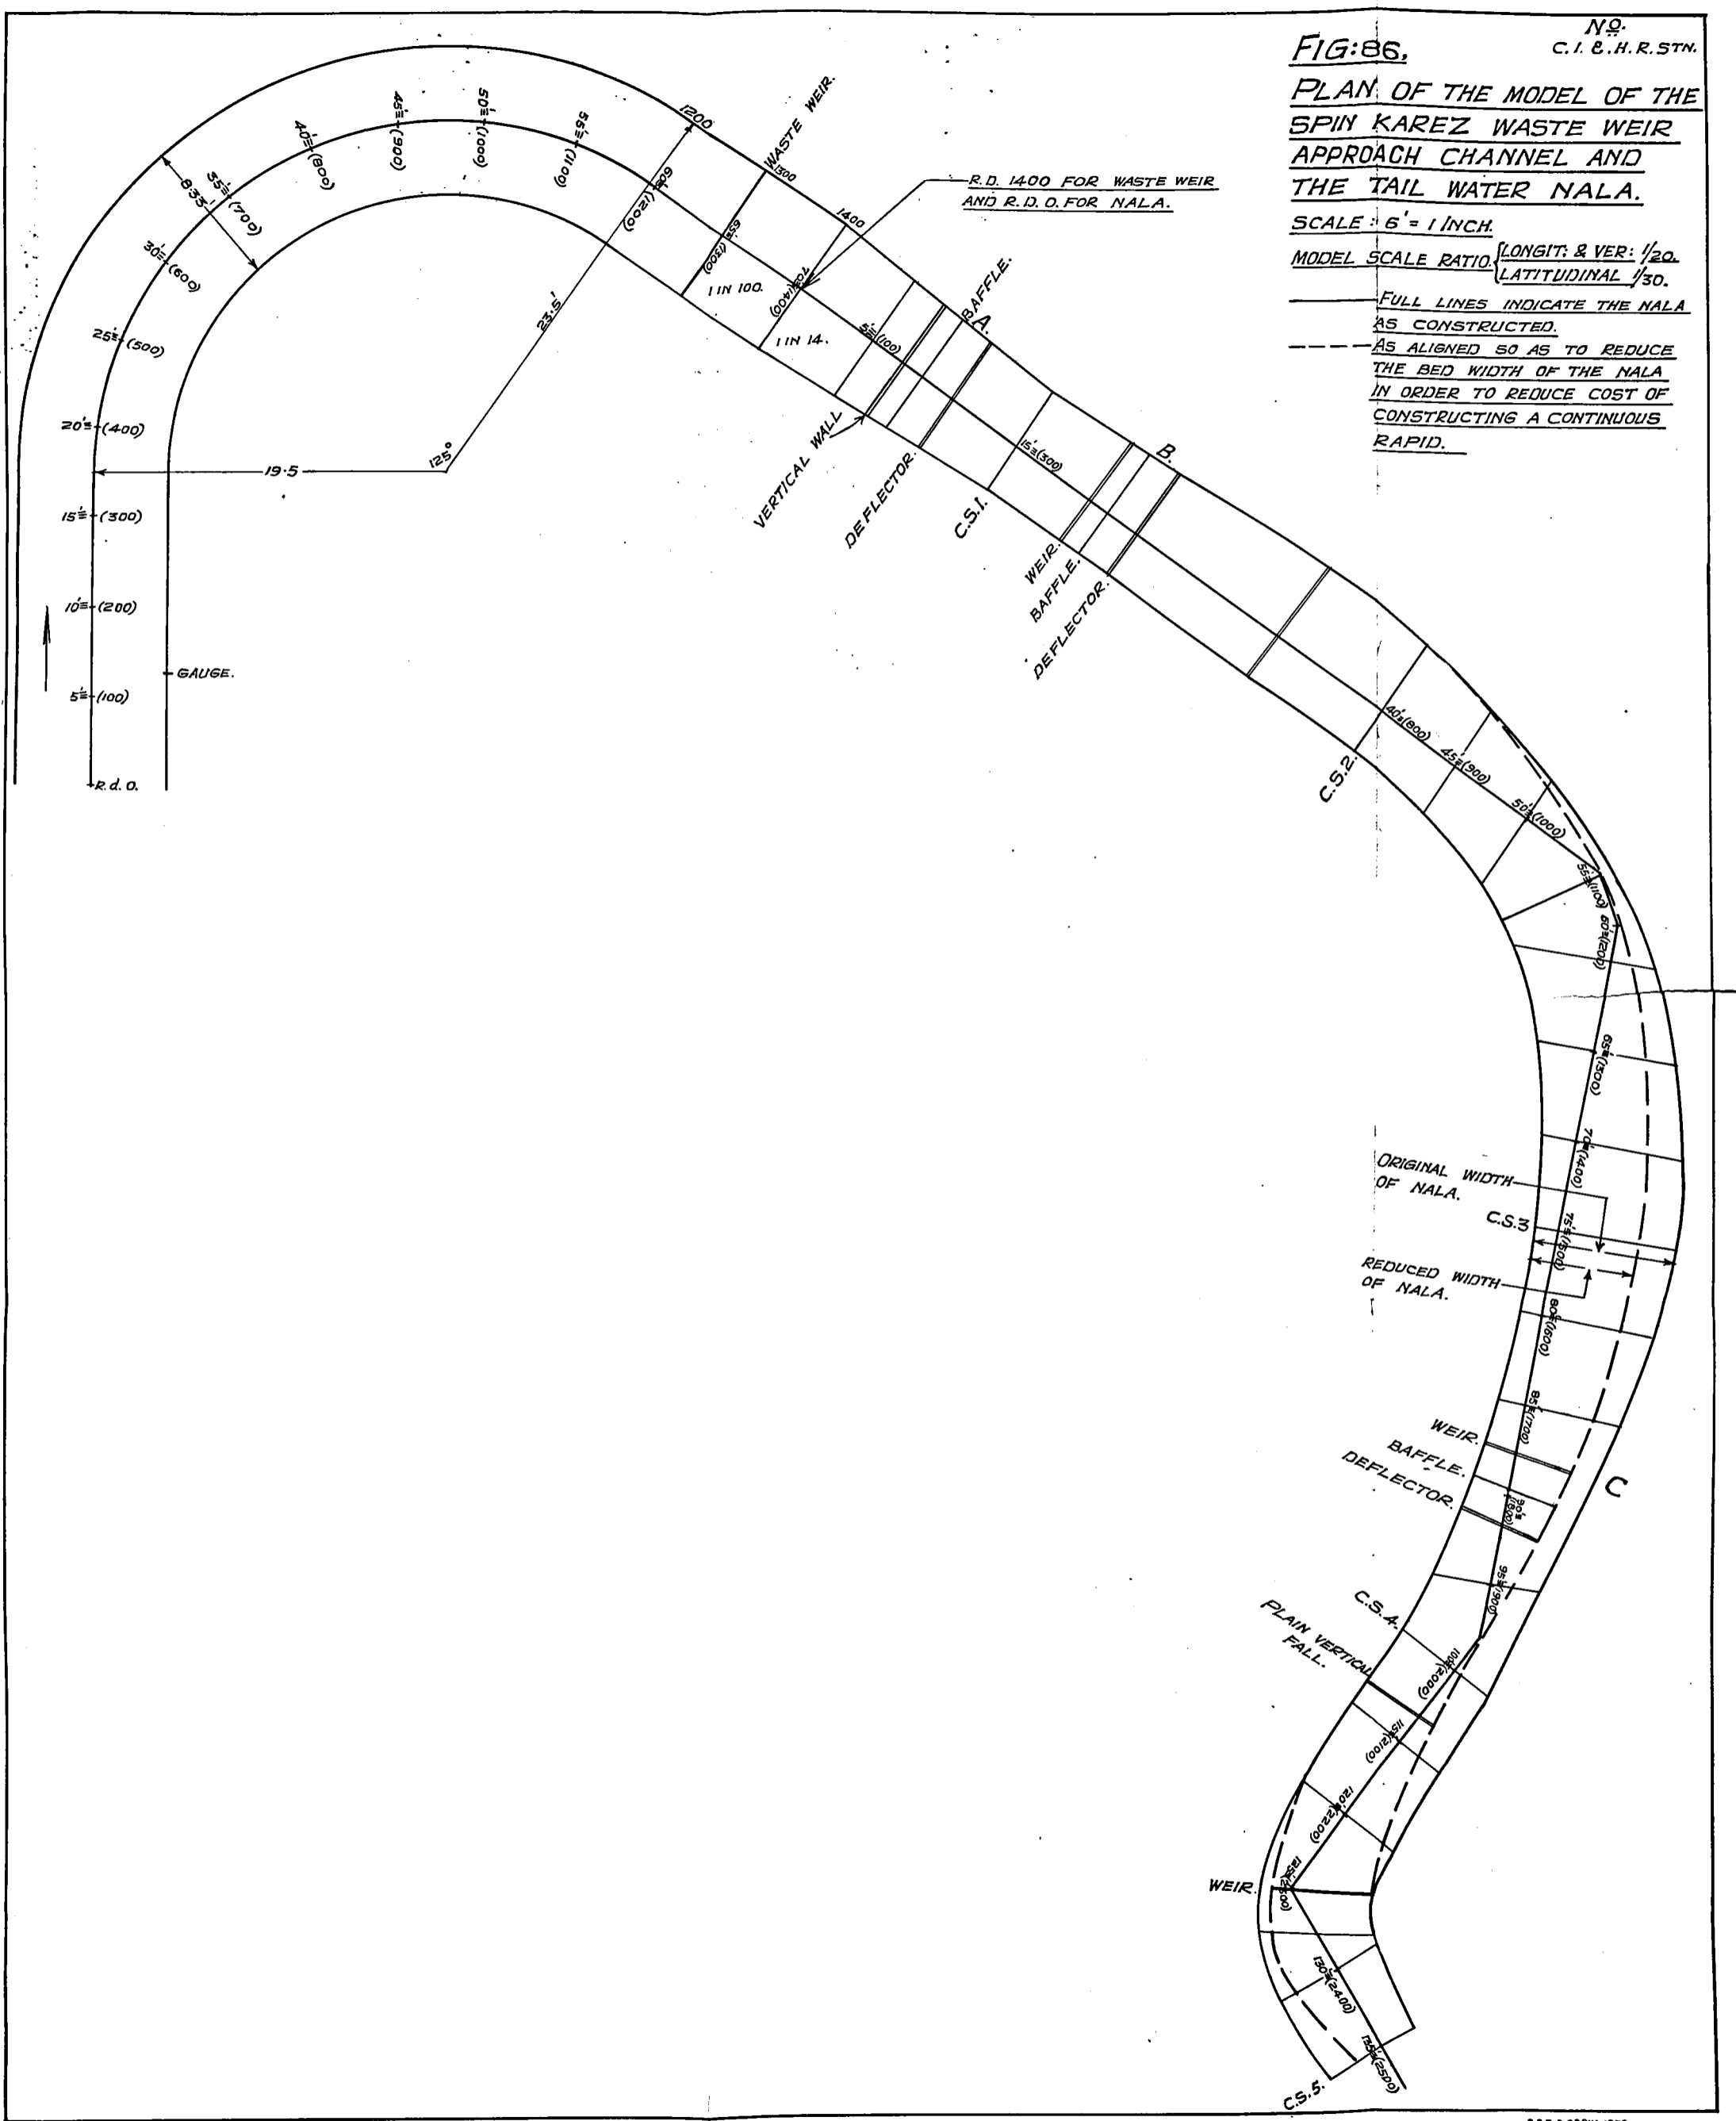 Nº.
C. I. & H. R. STN.
FIG: 86,
PLAN OF THE MODEL OF THE
SPIN KAREZ WASTE WEIR
APPROACH CHANNEL AND
THE TAIL WATER NALA.
SCALE : 6' = 1 INCH.
MODEL SCALE RATIO. { LONGIT: & VER: 1/20.
LATITUDINAL 1/30.
FULL LINES INDICATE THE NALA
AS CONSTRUCTED.
AS ALIGNED SO AS TO REDUCE
THE BED WIDTH OF THE NALA
IN ORDER TO REDUCE COST OF
CONSTRUCTING A CONTINUOUS
RAPID.
R.d. 0.
5'≡(100)
GAUGE.
10'≡(200)
15'≡(300)
20'≡(400)
25'≡(500)
30'≡(600)
35'≡(700)
8.33'
40'≡(800)
45'≡(900)
50'≡(1000)
55'≡(1100)
60'≡(1200)
1200
19.5
125°
23.5'
WASTE WEIR.
1300
65'≡(1300)
1 IN 100.
1400
70'≡(1400)
R.D. 1400 FOR WASTE WEIR
AND R.D. O. FOR NALA.
1 IN 14.
5'≡(100)
VERTICAL WALL
BAFFLE.
A.
DEFLECTOR.
15'≡(300)
C.S.1.
B.
WEIR.
BAFFLE.
DEFLECTOR.
40'≡(800)
C.S.2.
45'≡(900)
50'≡(1000)
55'≡(1100)
60'≡(1200)
65'≡(1300)
70'≡(1400)
ORIGINAL WIDTH
OF NALA.
C.S.3
75'≡(1500)
REDUCED WIDTH
OF NALA.
80'≡(1600)
85'≡(1700)
WEIR.
BAFFLE.
DEFLECTOR.
C
90'≡(1800)
95'≡(1900)
C.S.4.
100'≡(2000)
PLAIN VERTICAL
FALL.
115'≡(2100)
120'≡(2200)
WEIR.
130'≡(2400)
135'≡(2500)
C.S.5.